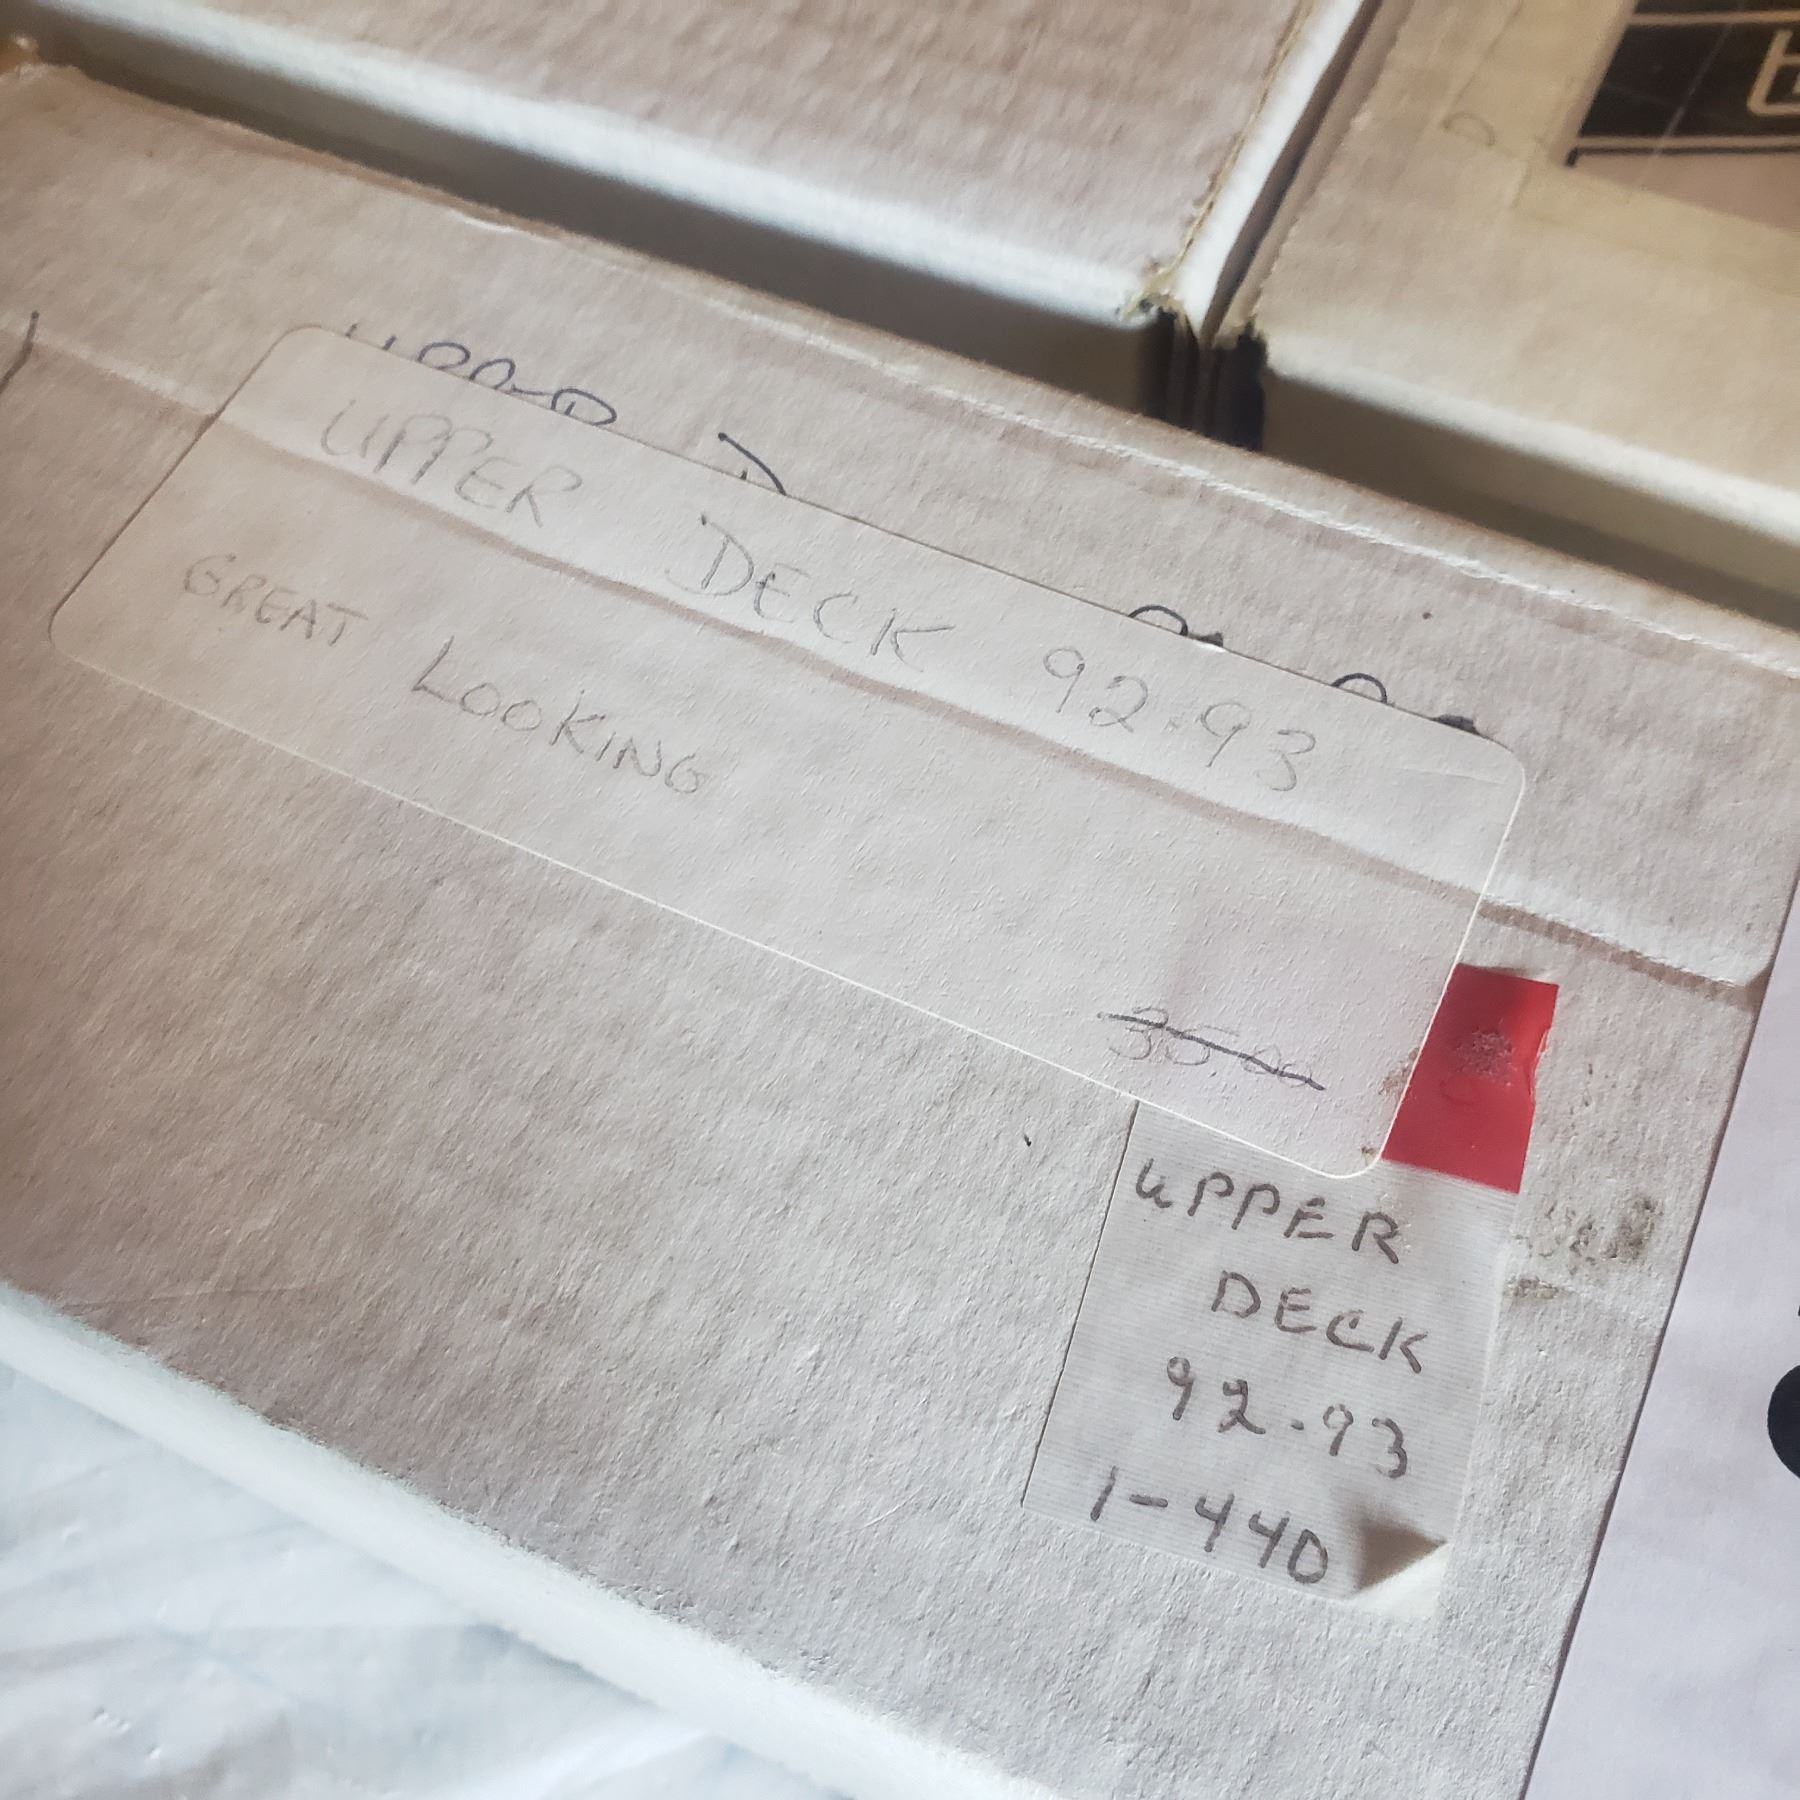 UPPER DECK 92.93
GREAT LOOKING
35.00
UPPER
DECK
92.93
1-440